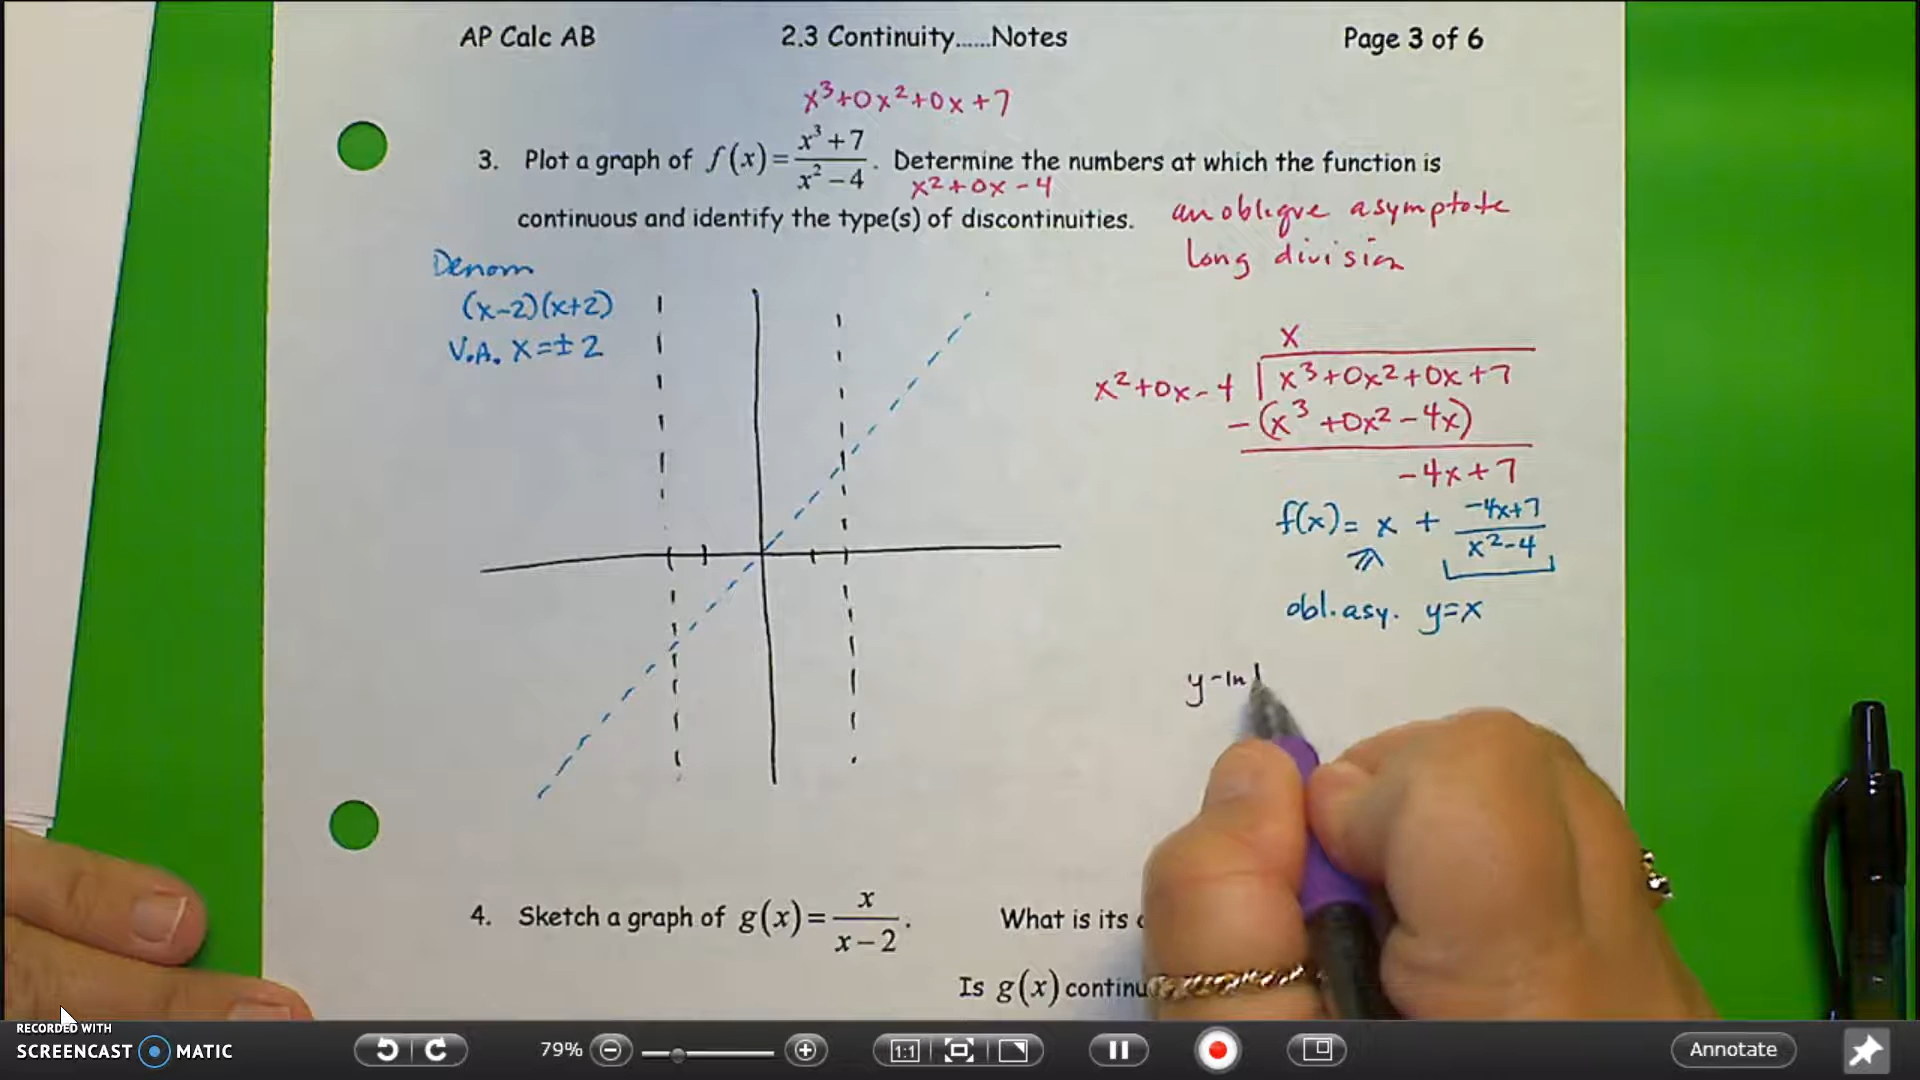 AP Calc AB 2.3 Continuity......Notes Page 3 of 6
x³+0x²+0x+7
3. Plot a graph of f(x)=(x³+7)/(x²−4). Determine the numbers at which the function is
x²+0x−4
continuous and identify the type(s) of discontinuities.
an oblique asymptote
long division
Denom
(x-2)(x+2)
V.A. x=±2
x
x²+0x-4 x³+0x²+0x+7
-(x³+0x²-4x)
-4x+7
f(x)= x + (-4x+7)/(x²-4)
obl. asy. y=x
y-in
4. Sketch a graph of g(x)=x/(x−2). What is its
Is g(x) continu
RECORDED WITH
SCREENCAST MATIC
79%
1:1
Annotate